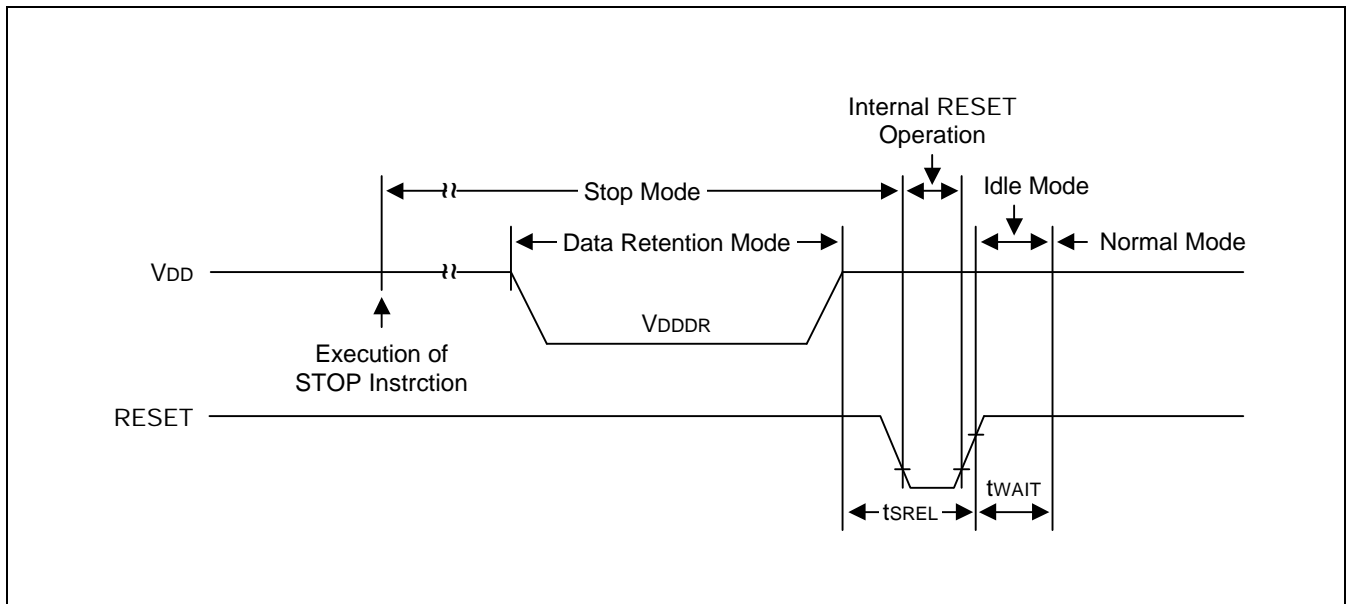 Internal RESET
Operation
Idle Mode
Stop Mode
Data Retention Mode
Normal Mode
VDD
VDDDR
Execution of
STOP Instrction
RESET
tSREL
tWAIT